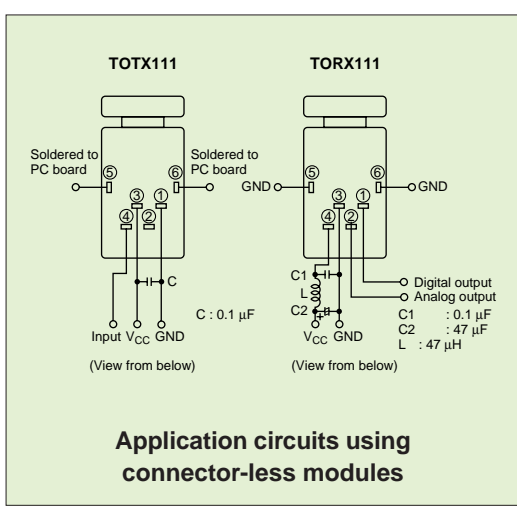 TOTX111
TORX111
Soldered to
PC board
Soldered to
PC board
⑤
⑥
③
①
④
②
C
C : 0.1 μF
Input VCC GND
(View from below)
GND
GND
⑤
⑥
③
①
④
②
C1
L
C2
+
VCC GND
Digital output
Analog output
C1 : 0.1 μF
C2 : 47 μF
L : 47 μH
(View from below)
Application circuits using
connector-less modules